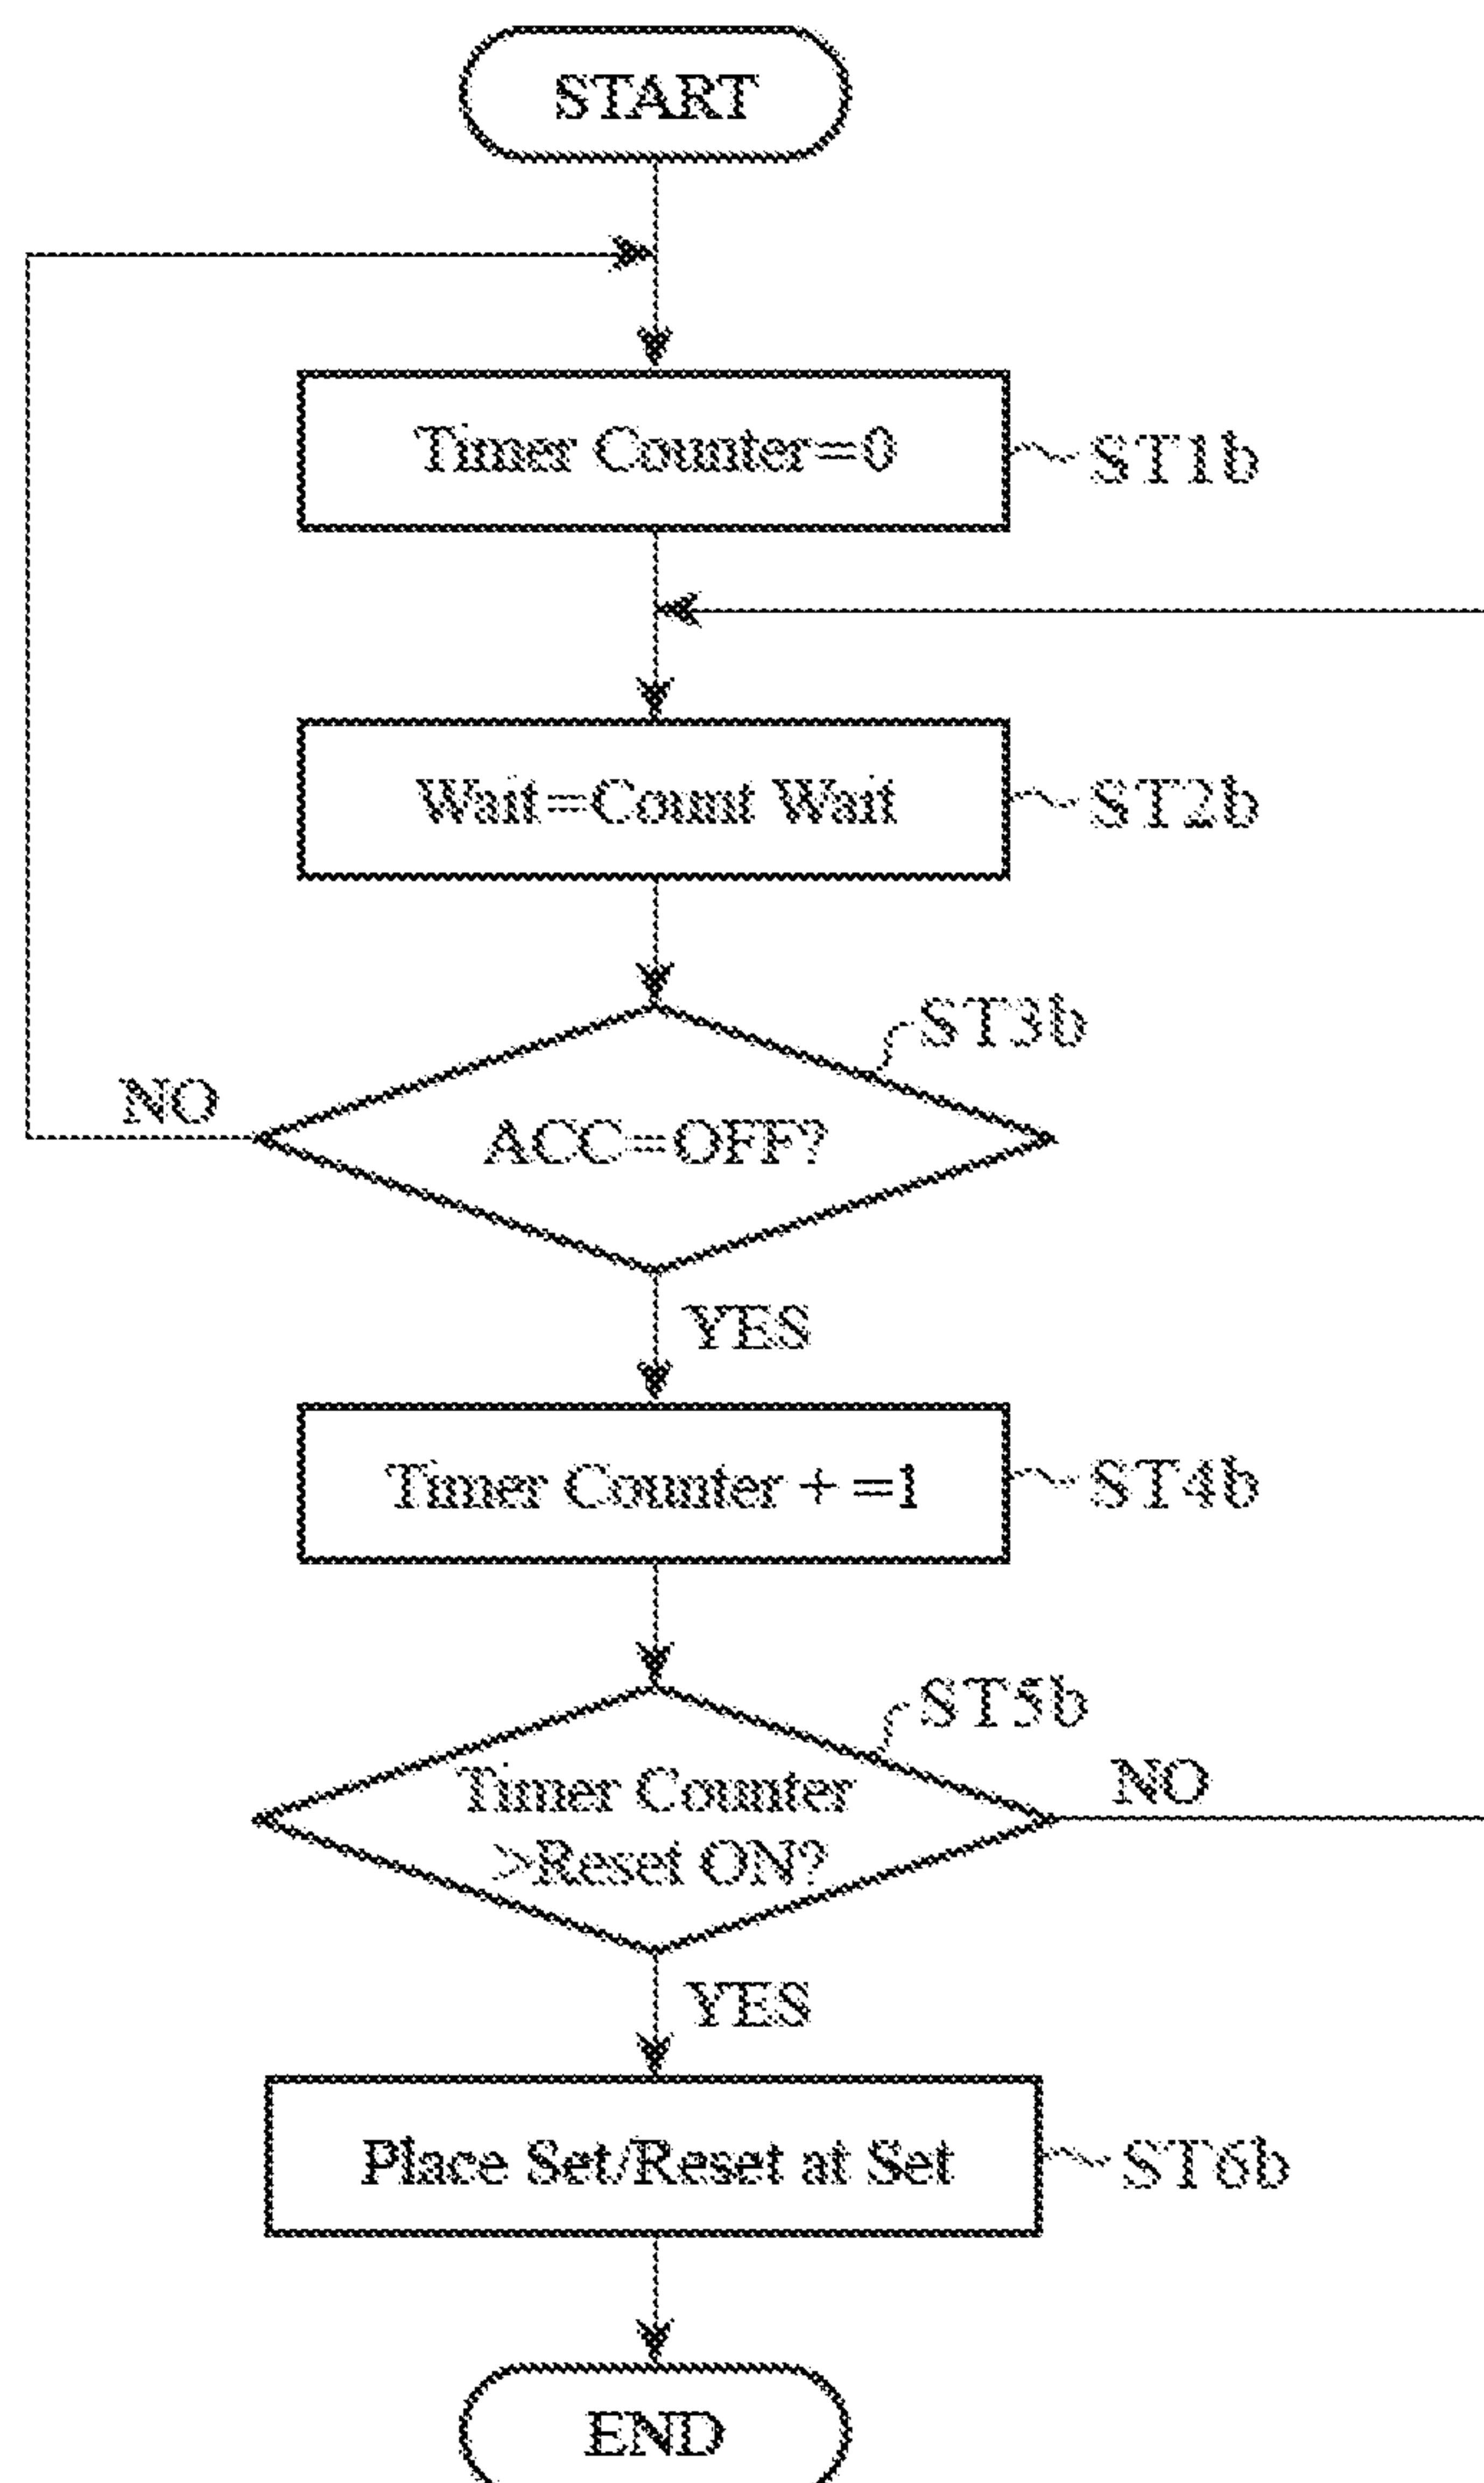 START
Timer Counter=0
ST1b
Wait=Count Wait
ST2b
ST3b
NO
ACC=OFF?
YES
Timer Counter + =1
ST4b
ST5b
Timer Counter
NO
>Reset ON?
YES
Place Set/Reset at Set
ST6b
END